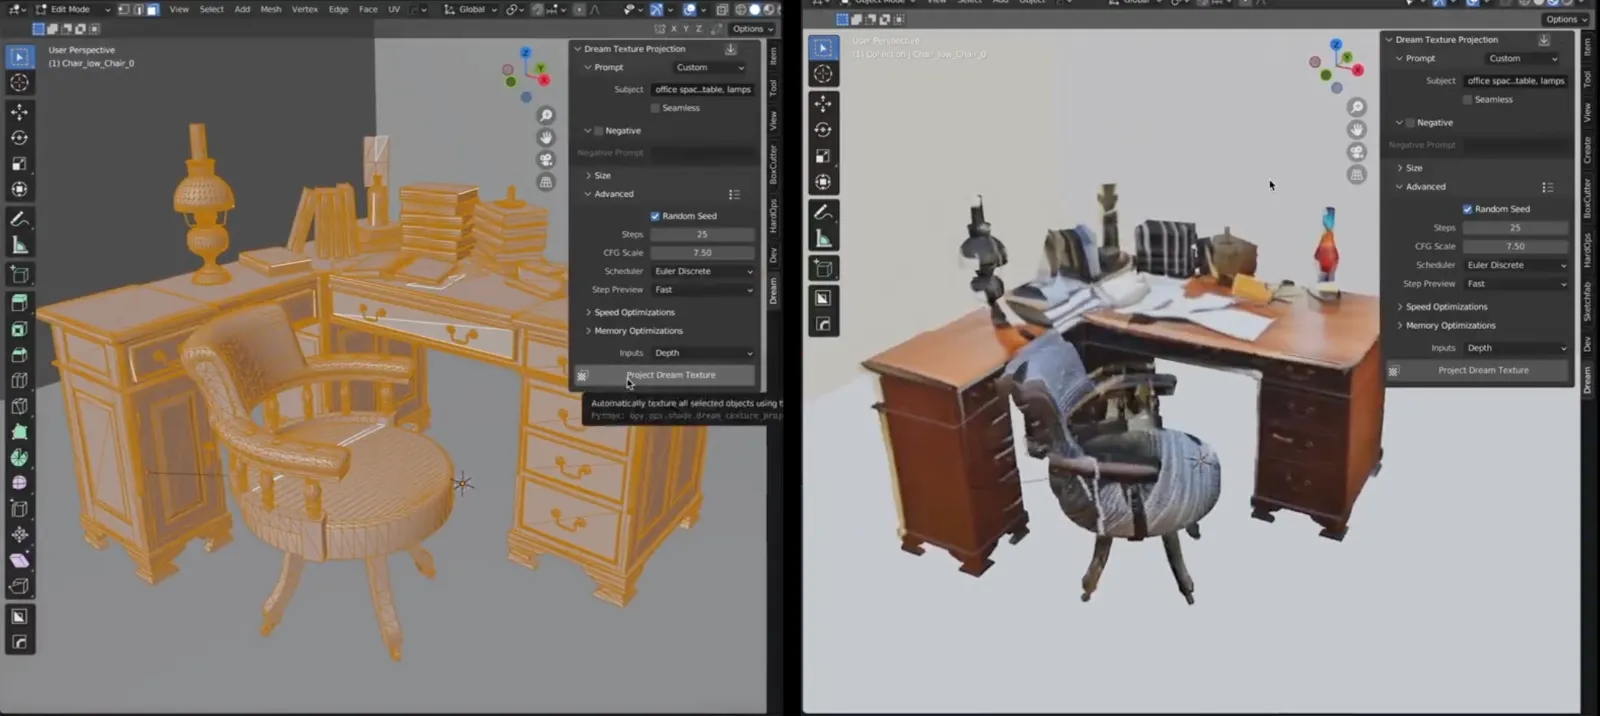 Edit Mode View Select Add Mesh Vertex Edge Face UV Global
X Y Z Options
User Perspective
(1) Chair_low_Chair_0
Z
Y
X
Dream Texture Projection
Prompt Custom
Subject office spac...table, lamps
Seamless
Negative
Negative Prompt
Size
Advanced
Random Seed
Steps 25
CFG Scale 7.50
Scheduler Euler Discrete
Step Preview Fast
Speed Optimizations
Memory Optimizations
Inputs Depth
Project Dream Texture
Automatically texture all selected objects using
Item
Tool
View
BoxCutter
HardOps
Dev
Dream
Object Mode View Select Add Object Global
Options
User Perspective
(1) Collection | Chair_low_Chair_0
Z
Y
X
Dream Texture Projection
Prompt Custom
Subject office spac...table, lamps
Seamless
Negative
Negative Prompt
Size
Advanced
Random Seed
Steps 25
CFG Scale 7.50
Scheduler Euler Discrete
Step Preview Fast
Speed Optimizations
Memory Optimizations
Inputs Depth
Project Dream Texture
Item
Tool
View
Create
BoxCutter
HardOps
Sketchfab
Dev
Dream